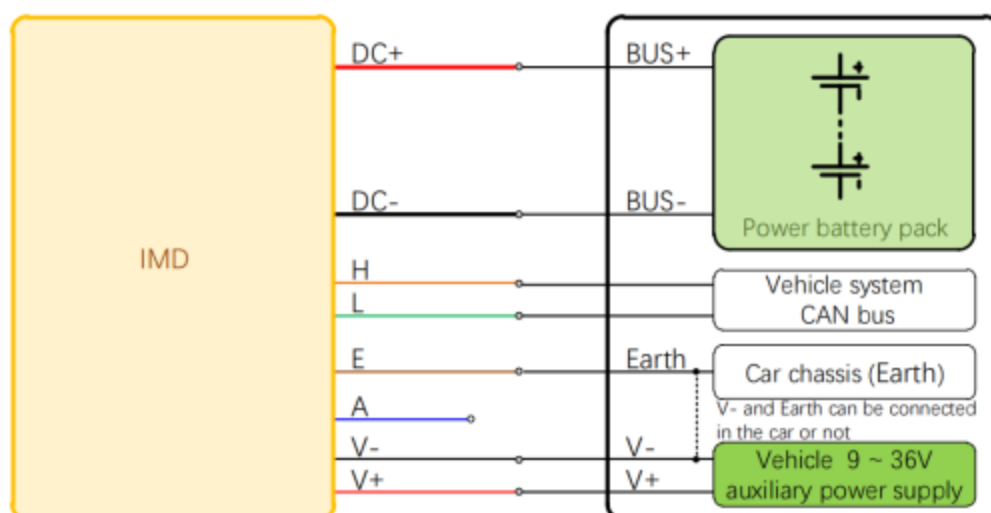 DC+
BUS+
DC-
BUS-
Power battery pack
IMD
H
Vehicle system
L
CAN bus
E
Earth
Car chassis (Earth)
A
V- and Earth can be connected
in the car or not
V-
V-
Vehicle 9 ~ 36V
V+
V+
auxiliary power supply